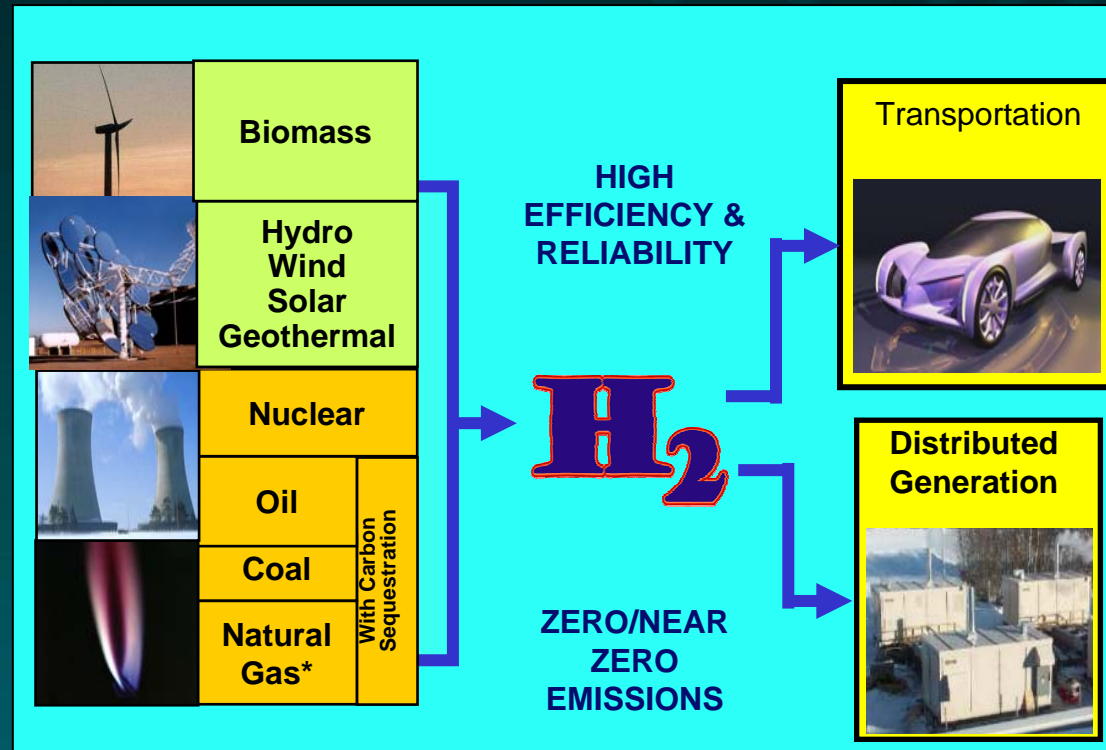 Biomass
Hydro
Wind
Solar
Geothermal
Nuclear
Oil
Coal
Natural
Gas*
With Carbon
Sequestration
HIGH
EFFICIENCY &
RELIABILITY
H2
ZERO/NEAR
ZERO
EMISSIONS
Transportation
Distributed
Generation